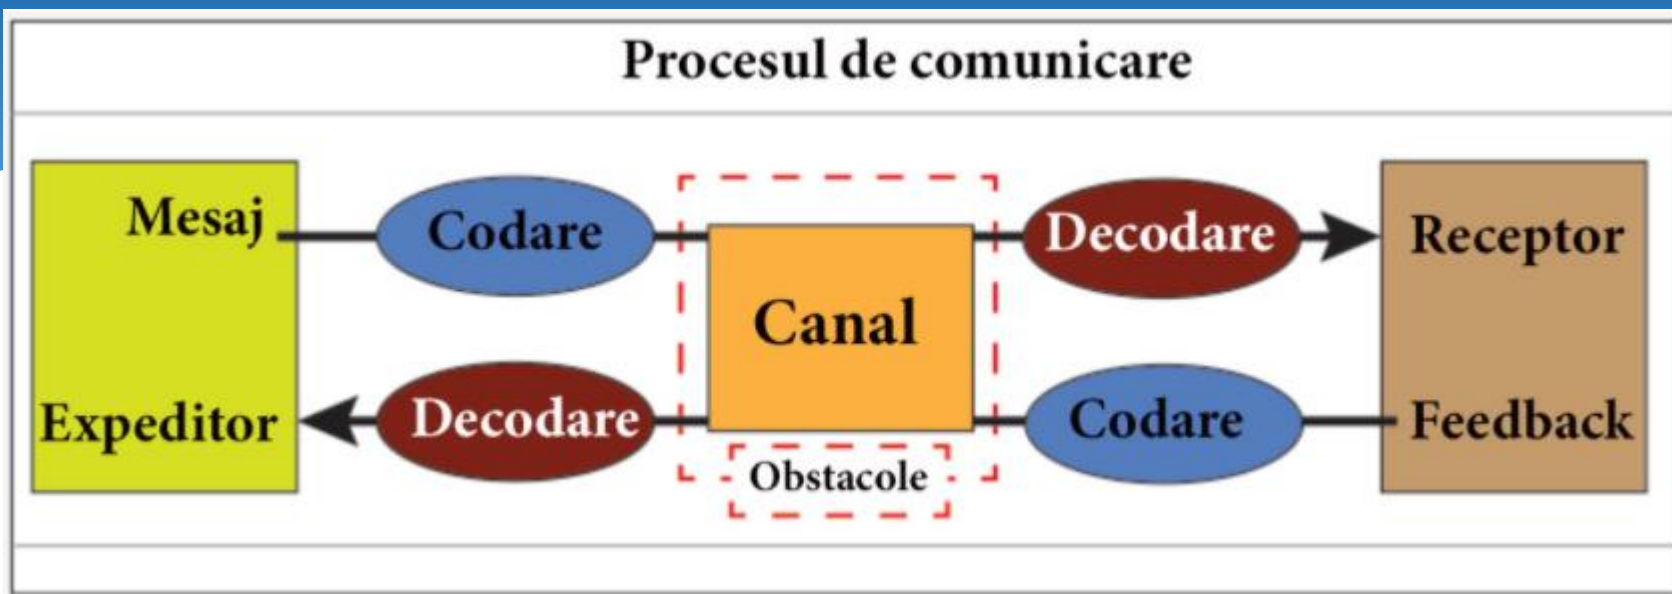 Procesul de comunicare
Mesaj
Codare
Canal
Decodare
Receptor
Expeditor
Decodare
Obstacole
Codare
Feedback